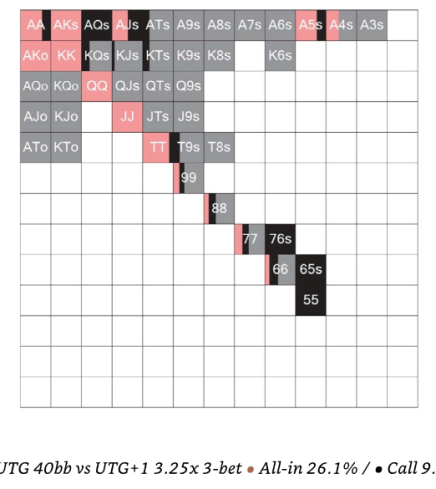 AA AKs AQs AJs ATs A9s A8s A7s A6s A5s A4s A3s
AKo KK KQs KJs KTs K9s K8s K6s
AQo KQo QQ QJs QTs Q9s
AJo KJo JJ JTs J9s
ATo KTo TT T9s T8s
99
88
77 76s
66 65s
55
UTG 40bb vs UTG+1 3.25x 3-bet • All-in 26.1% / • Call 9.